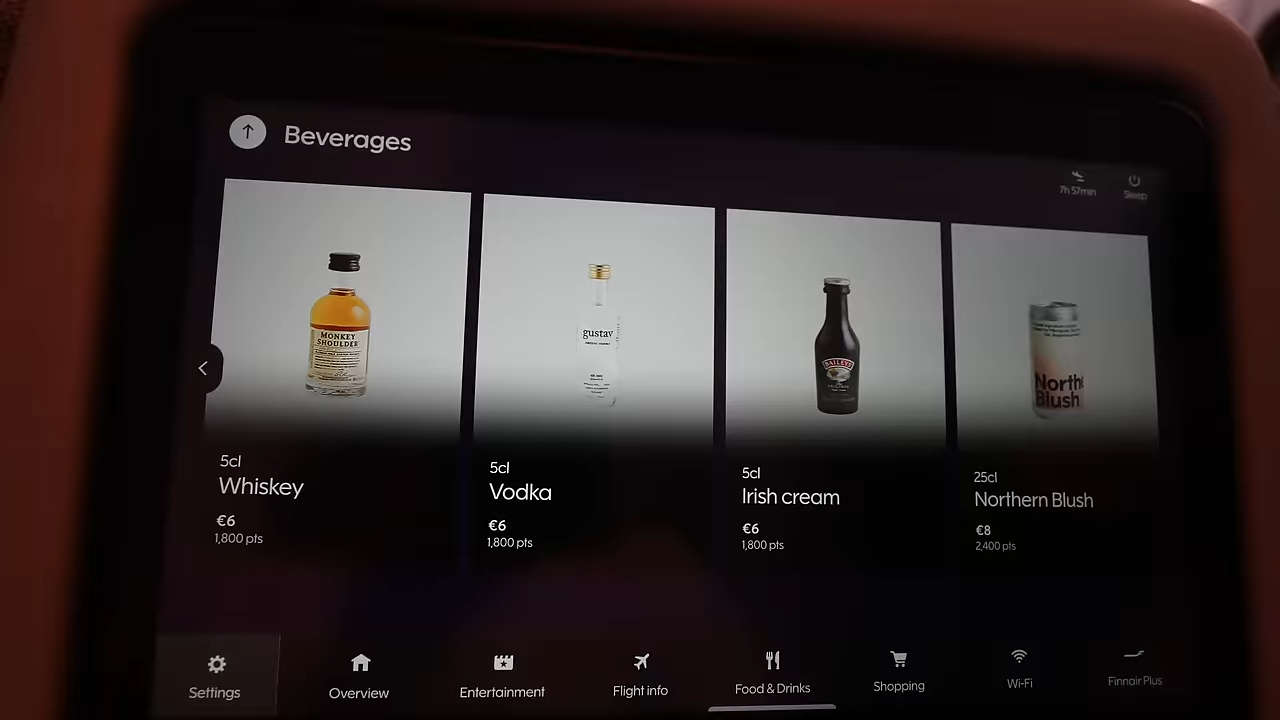 Beverages
7h 57min
Sleep
MONKEY
SHOULDER
gustav
BAILEYS
ORIGINAL
North
Blush
5cl
Whiskey
€6
1,800 pts
5cl
Vodka
€6
1,800 pts
5cl
Irish cream
€6
1,800 pts
25cl
Northern Blush
€8
2,400 pts
Settings
Overview
Entertainment
Flight info
Food & Drinks
Shopping
Wi-Fi
Finnair Plus